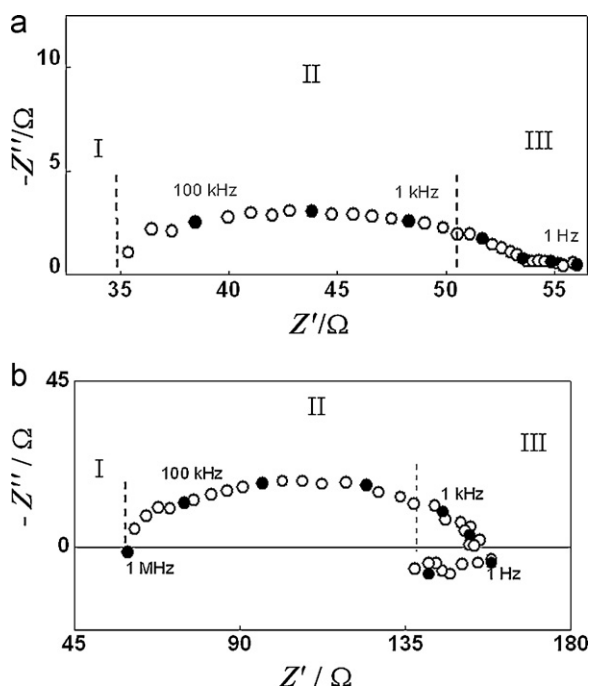 a
-Z''/Ω
10
5
0
I
II
III
100 kHz
1 kHz
1 Hz
35
40
45
50
55
Z'/Ω
b
- Z'' / Ω
45
0
I
II
III
100 kHz
1 kHz
1 MHz
1 Hz
45
90
135
180
Z' / Ω